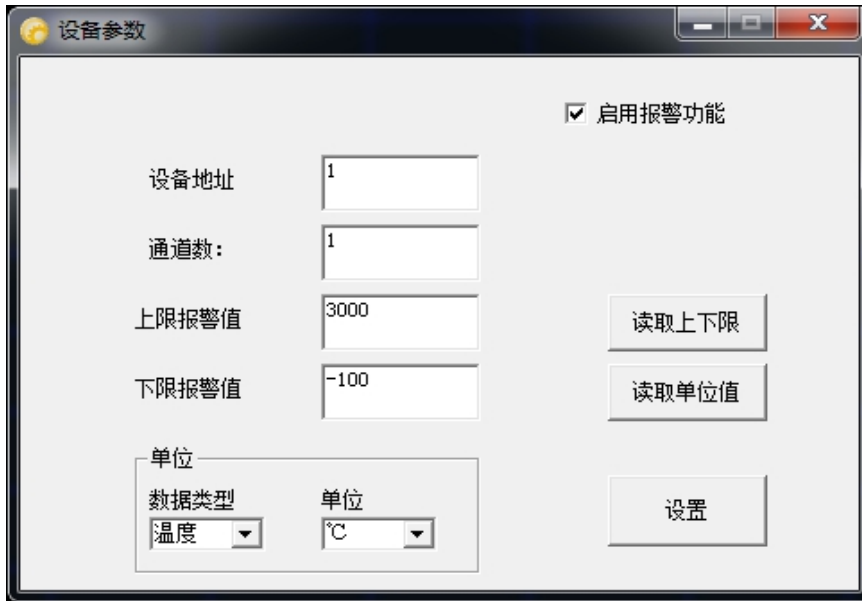 设备参数
启用报警功能
设备地址 1
通道数: 1
上限报警值 3000 读取上下限
下限报警值 -100 读取单位值
单位
数据类型 单位
温度 ℃
设置